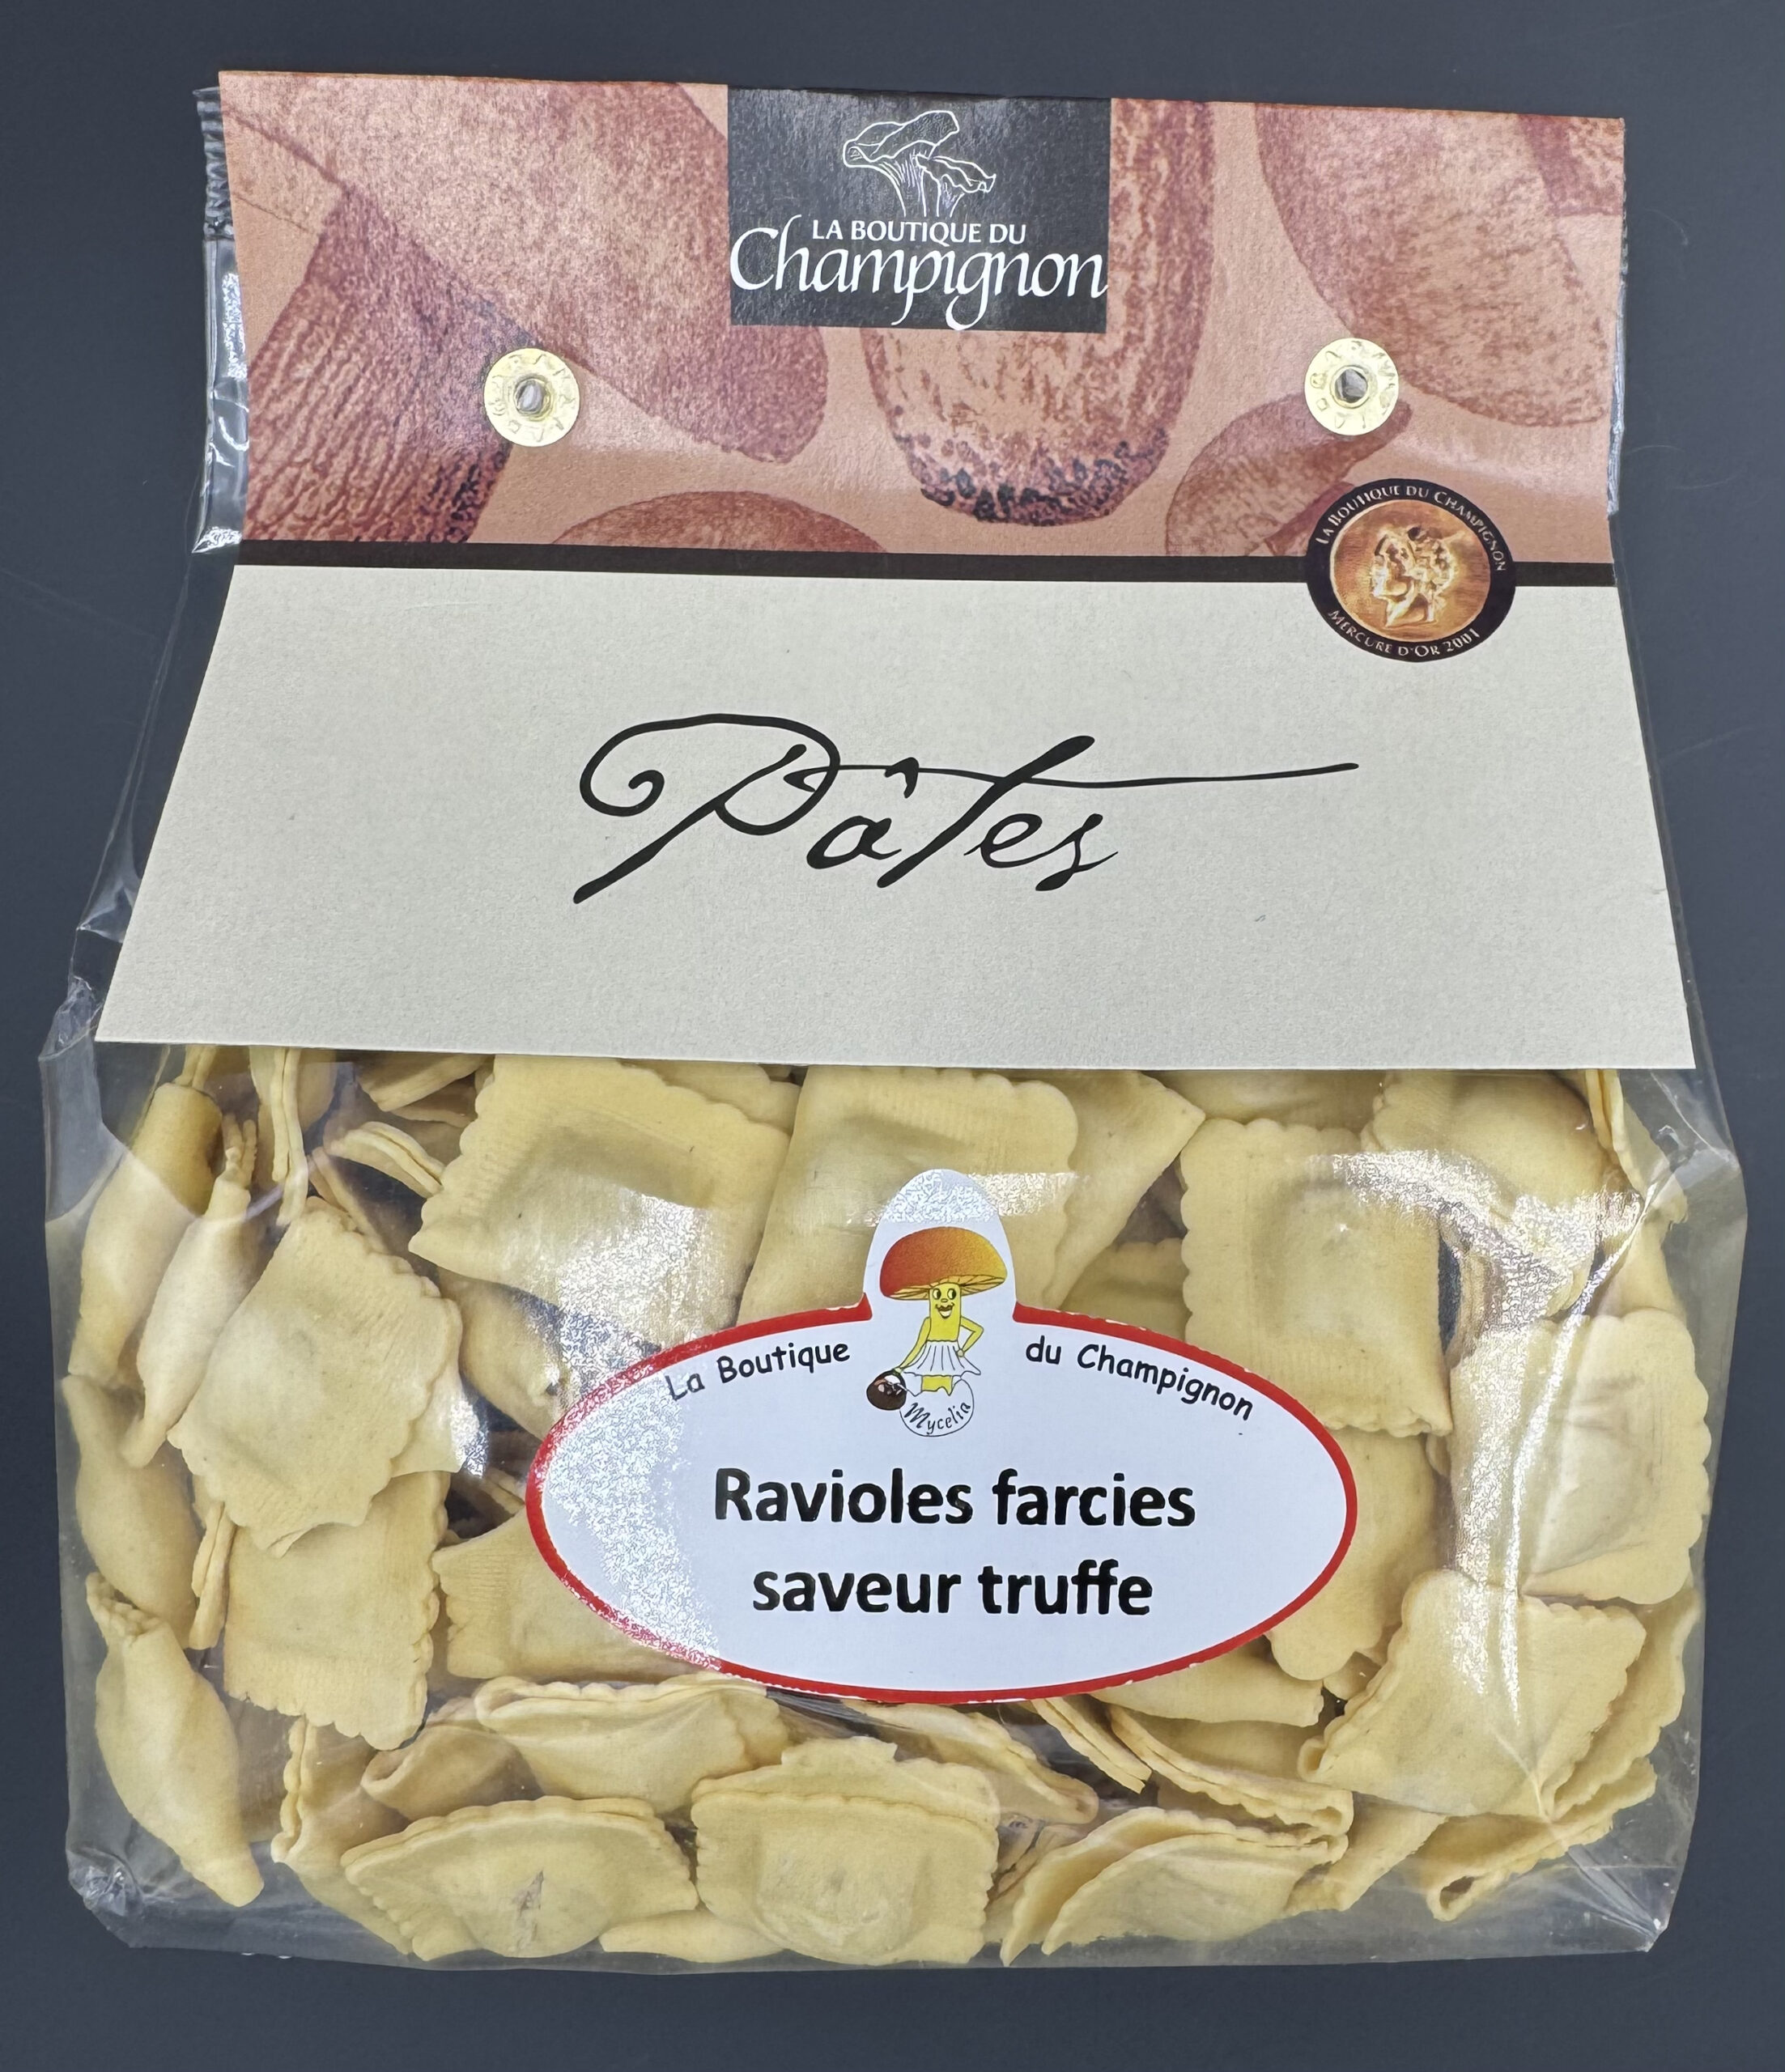 LA BOUTIQUE DU
Champignon
LA BOUTIQUE DU CHAMPIGNON
MERCURE D'OR 2001
Pâtes
La Boutique du Champignon
Mycelia
Ravioles farcies
saveur truffe